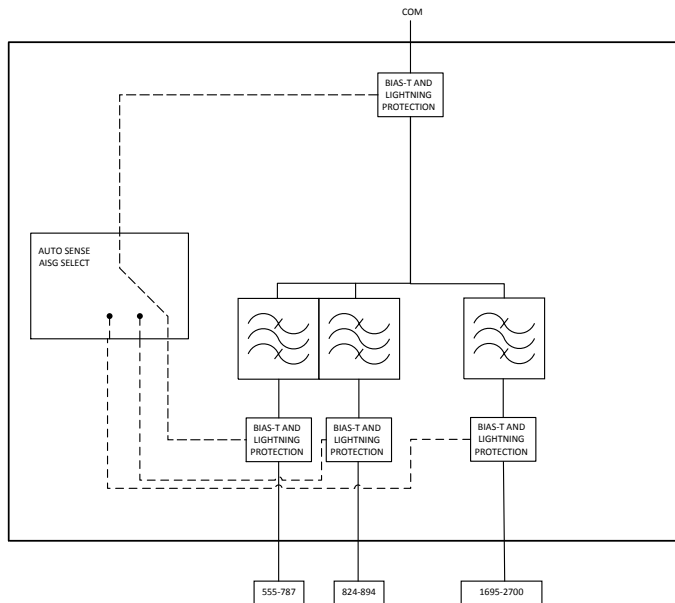 COM
BIAS-T AND
LIGHTNING
PROTECTION
AUTO SENSE
AISG SELECT
BIAS-T AND
LIGHTNING
PROTECTION
BIAS-T AND
LIGHTNING
PROTECTION
BIAS-T AND
LIGHTNING
PROTECTION
555-787
824-894
1695-2700